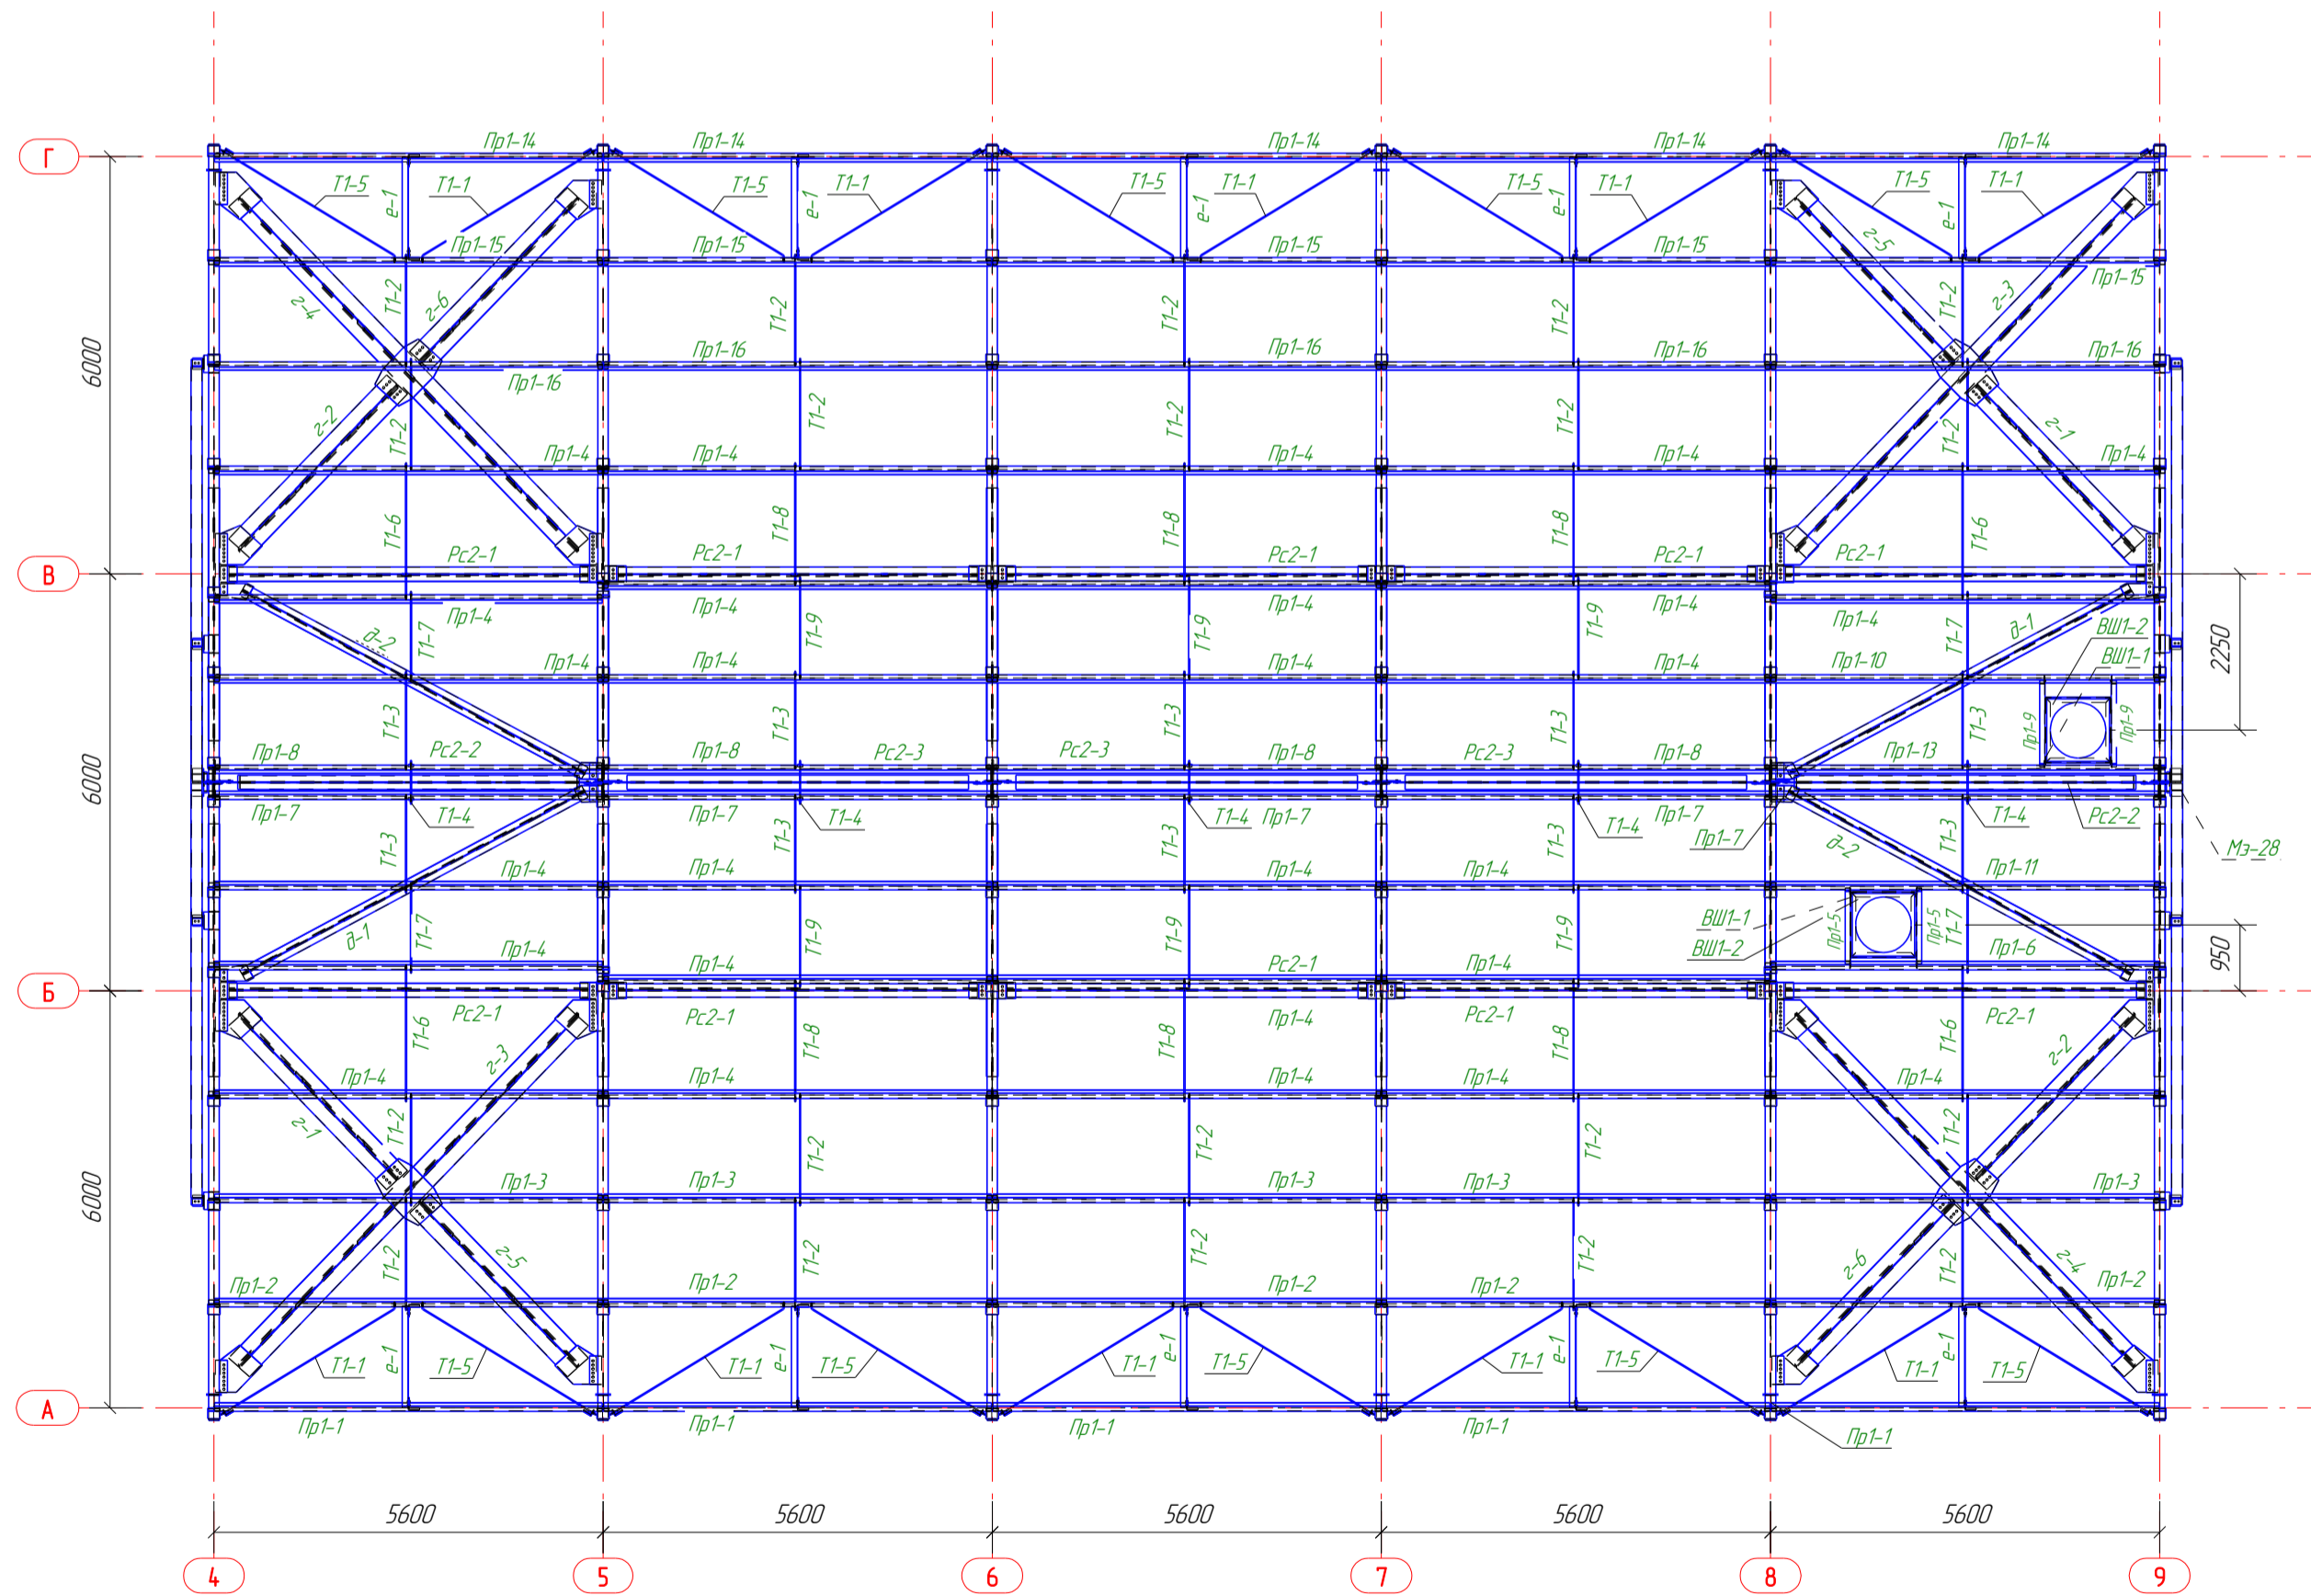 Пр1-14 Пр1-14 Пр1-14 Пр1-14 Пр1-14
Г
Т1-5 Т1-1 Т1-5 Т1-1 Т1-5 Т1-1 Т1-5 Т1-1 Т1-5 Т1-1
е-1 е-1 е-1 е-1 е-1
Пр1-15 Пр1-15 Пр1-15 Пр1-15
г-5
Пр1-15
Т1-2 Т1-2 Т1-2 Т1-2 Т1-2
г-4 г-6 г-3
6000
Пр1-16 Пр1-16 Пр1-16 Пр1-16
Пр1-16
г-2 Т1-2 Т1-2 Т1-2 Т1-2 Т1-2 г-1
Пр1-4 Пр1-4 Пр1-4 Пр1-4 Пр1-4
Т1-6 Т1-8 Т1-8 Т1-8 Т1-6
Рс2-1 Рс2-1 Рс2-1 Рс2-1 Рс2-1
В
Пр1-4 Пр1-4 Пр1-4 Пр1-4 Пр1-4
д-2 Т1-7 Т1-9 Т1-9 Т1-9 Т1-7 д-1 ВШ1-2
ВШ1-1
2250
Пр1-4 Пр1-4 Пр1-4 Пр1-4 Пр1-10
Т1-3 Т1-3 Т1-3 Т1-3 Т1-3 Пр1-9 Пр1-9
Пр1-8 Рс2-2 Пр1-8 Рс2-3 Рс2-3 Пр1-8 Рс2-3 Пр1-8 Пр1-13
6000
Пр1-7 Т1-4 Пр1-7 Т1-4 Т1-4 Пр1-7 Т1-4 Пр1-7 Т1-4 Рс2-2
Пр1-7
Т1-3 Т1-3 Т1-3 Т1-3 д-2 Т1-3 Мэ-28
Пр1-4 Пр1-4 Пр1-4 Пр1-4 Пр1-11
ВШ1-1 Пр1-5 Пр1-5 Т1-7
д-1 Т1-7 Т1-9 Т1-9 Т1-9
ВШ1-2
950
Пр1-4 Пр1-4 Рс2-1 Пр1-4 Пр1-6
Б
Рс2-1 Рс2-1 Пр1-4 Рс2-1 Рс2-1
Т1-6 Т1-8 Т1-8 Т1-8 Т1-6
г-3 г-2
Пр1-4 Пр1-4 Пр1-4 Пр1-4 Пр1-4
г-1 Т1-2 Т1-2 Т1-2 Т1-2 Т1-2
Пр1-3 Пр1-3 Пр1-3 Пр1-3 Пр1-3
6000
Т1-2 г-5 Т1-2 Т1-2 Т1-2 г-6 Т1-2 г-4
Пр1-2 Пр1-2 Пр1-2 Пр1-2 Пр1-2
е-1 е-1 е-1 е-1 е-1
Т1-1 Т1-5 Т1-1 Т1-5 Т1-1 Т1-5 Т1-1 Т1-5 Т1-1 Т1-5
А
Пр1-1 Пр1-1 Пр1-1 Пр1-1 Пр1-1
5600 5600 5600 5600 5600
4 5 6 7 8 9